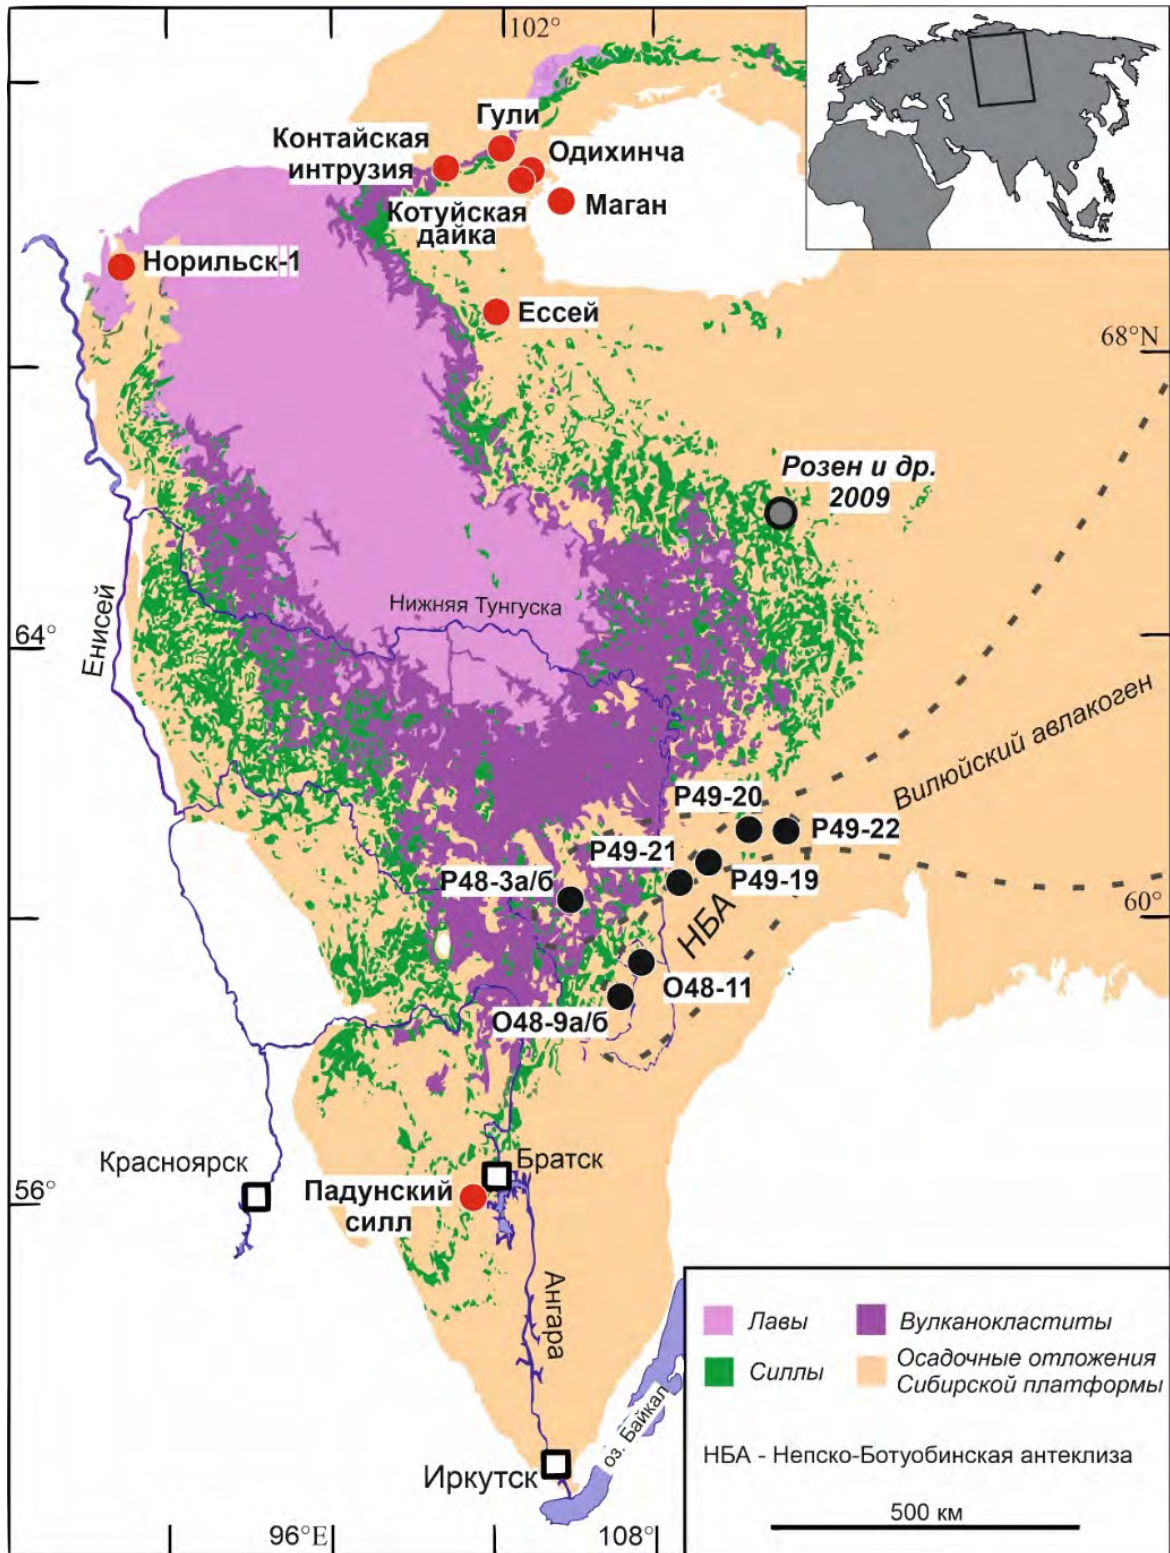 102°
Гули
Контайская
интрузия
Одихинча
Котуйская
дайка
Маган
Норильск-1
Ессей
68°N
Розен и др.
2009
Енисей
Нижняя Тунгуска
64°
Вилюйский авлакоген
P49-20
P49-22
P49-21
P49-19
P48-3а/б
НБА
60°
O48-11
O48-9а/б
Красноярск
Братск
56°
Падунский
силл
Ангара
оз. Байкал
Иркутск
Лавы
Вулканокластиты
Силлы
Осадочные отложения
Сибирской платформы
НБА - Непско-Ботуобинская антеклиза
500 км
96°E
108°